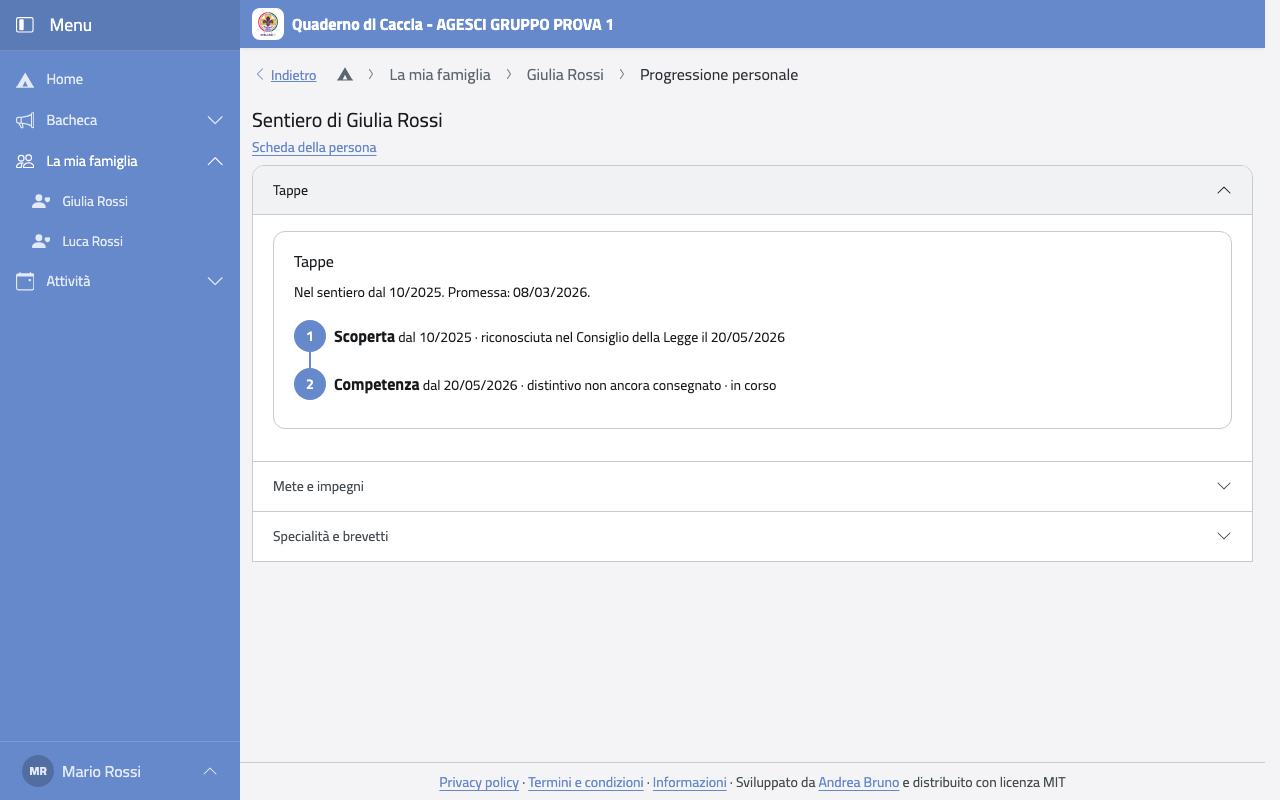 Menu
Quaderno di Caccia - AGESCI GRUPPO PROVA 1
Home
Bacheca
La mia famiglia
Giulia Rossi
Luca Rossi
Attività
MR Mario Rossi
Indietro La mia famiglia Giulia Rossi Progressione personale
Sentiero di Giulia Rossi
Scheda della persona
Tappe
Tappe
Nel sentiero dal 10/2025. Promessa: 08/03/2026.
1 Scoperta dal 10/2025 · riconosciuta nel Consiglio della Legge il 20/05/2026
2 Competenza dal 20/05/2026 · distintivo non ancora consegnato · in corso
Mete e impegni
Specialità e brevetti
Privacy policy · Termini e condizioni · Informazioni · Sviluppato da Andrea Bruno e distribuito con licenza MIT